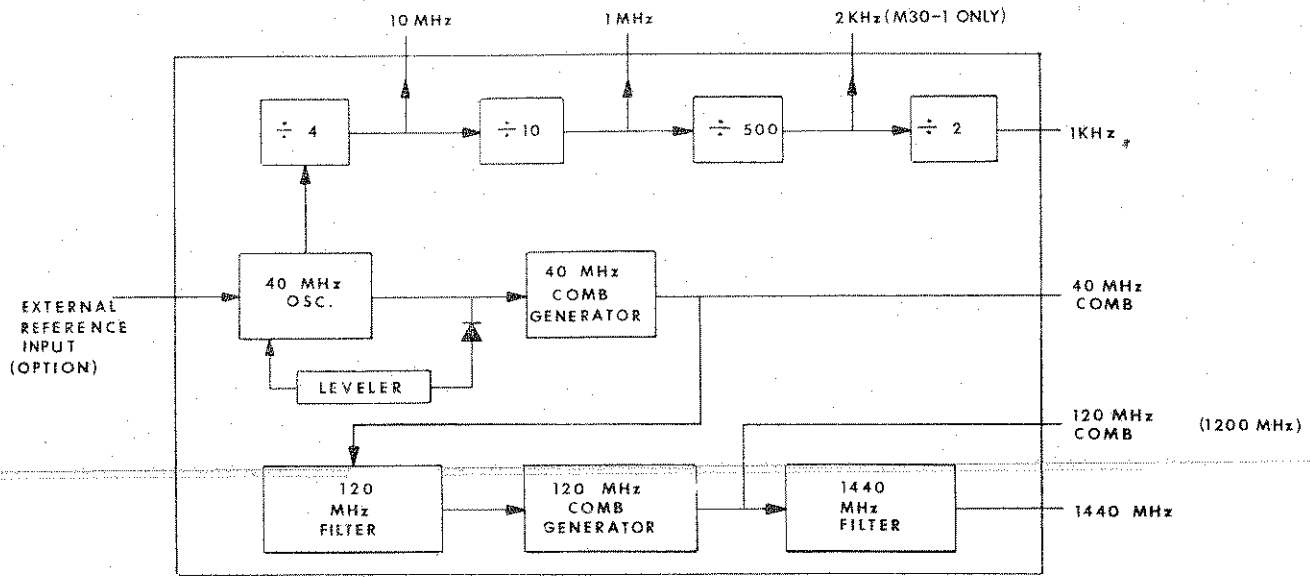 10 MHz
1 MHz
2 KHz (M30-1 ONLY)
÷ 4
÷ 10
÷ 500
÷ 2
1KHz
40 MHz
OSC.
40 MHz
COMB
GENERATOR
40 MHz
COMB
EXTERNAL
REFERENCE
INPUT
(OPTION)
LEVELER
120 MHz
COMB
(1200 MHz)
120
MHz
FILTER
120 MHz
COMB
GENERATOR
1440
MHz
FILTER
1440 MHz